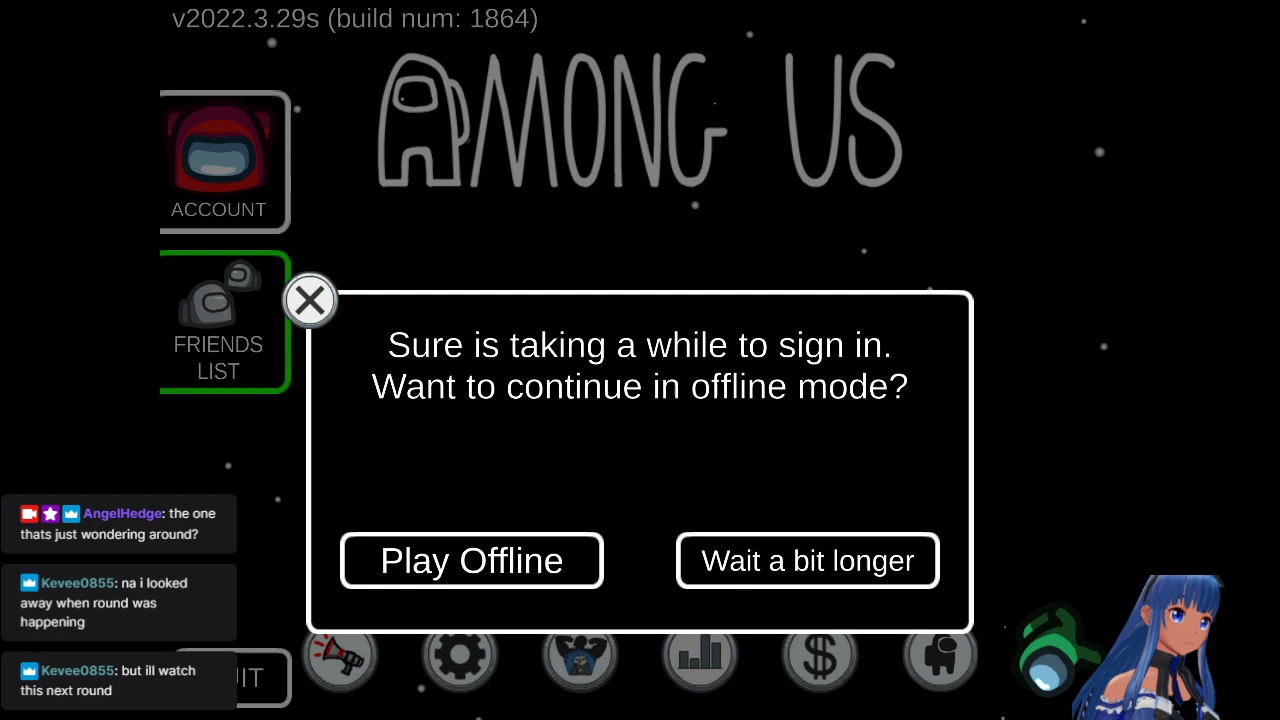 v2022.3.29s (build num: 1864)
AMONG US
ACCOUNT
FRIENDS
LIST
Sure is taking a while to sign in.
Want to continue in offline mode?
Play Offline
Wait a bit longer
AngelHedge: the one
thats just wondering around?
Kevee0855: na i looked
away when round was
happening
Kevee0855: but ill watch
this next round